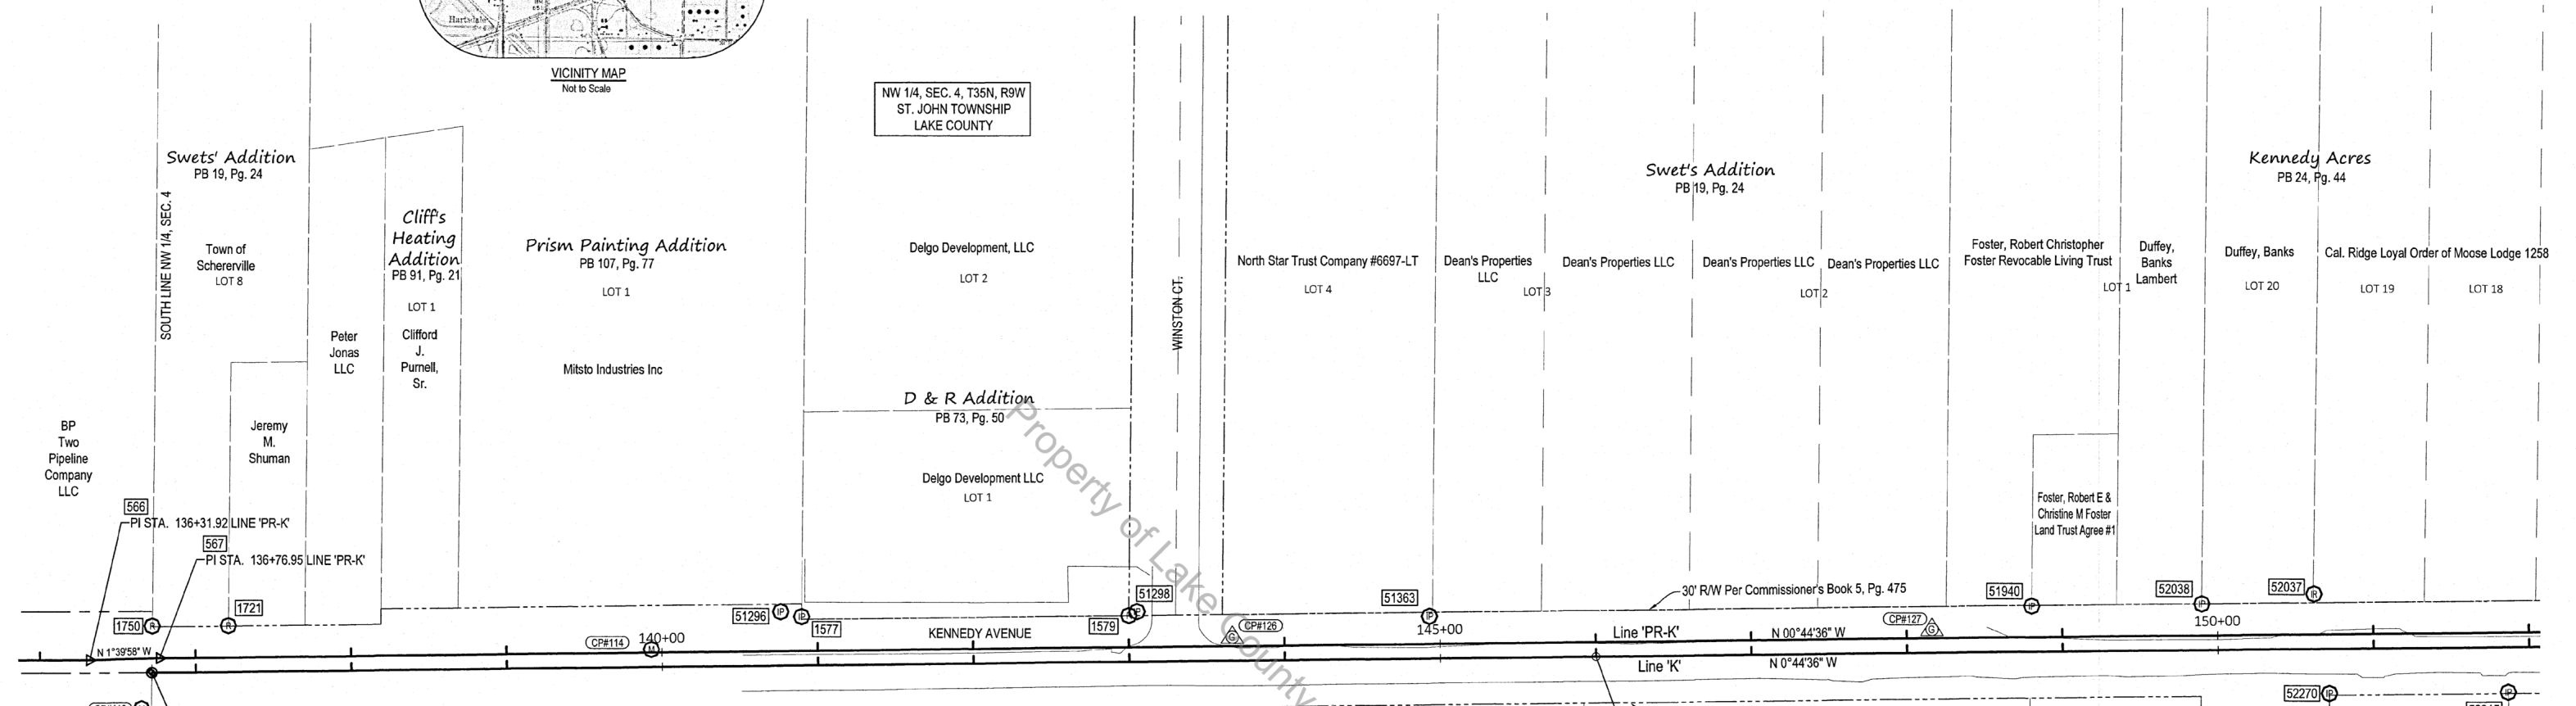 Hartsdale
VICINITY MAP
Not to Scale
NW 1/4, SEC. 4, T35N, R9W
ST. JOHN TOWNSHIP
LAKE COUNTY
Swets' Addition
PB 19, Pg. 24
SOUTH LINE NW 1/4, SEC. 4
Town of
Schererville
LOT 8
Cliff's
Heating
Addition
PB 91, Pg. 21
LOT 1
Clifford
J.
Purnell,
Sr.
Peter
Jonas
LLC
Jeremy
M.
Shuman
BP
Two
Pipeline
Company
LLC
Prism Painting Addition
PB 107, Pg. 77
LOT 1
Mitsto Industries Inc
Delgo Development, LLC
LOT 2
D & R Addition
PB 73, Pg. 50
Delgo Development LLC
LOT 1
WINSTON CT.
Swet's Addition
PB 19, Pg. 24
North Star Trust Company #6697-LT
LOT 4
Dean's Properties
LLC
LOT 3
Dean's Properties LLC
Dean's Properties LLC
LOT 2
Dean's Properties LLC
Foster, Robert Christopher
Foster Revocable Living Trust
LOT 1
Duffey,
Banks
Lambert
Kennedy Acres
PB 24, Pg. 44
Duffey, Banks
LOT 20
Cal. Ridge Loyal Order of Moose Lodge 1258
LOT 19
LOT 18
Foster, Robert E &
Christine M Foster
Land Trust Agree #1
566
PI STA. 136+31.92 LINE 'PR-K'
567
PI STA. 136+76.95 LINE 'PR-K'
1750
R
1721
R
51296
IP
IP
1577
1579
51298
IP
51363
IP
30' R/W Per Commissioner's Book 5, Pg. 475
51940
IP
52038
IP
52037
IR
N 1°39'58" W
CP#114
M
140+00
KENNEDY AVENUE
G
CP#126
145+00
Line 'PR-K'
N 00°44'36" W
CP#127
G
150+00
Line 'K'
N 0°44'36" W
52270
IP
IP
Property of Lake County